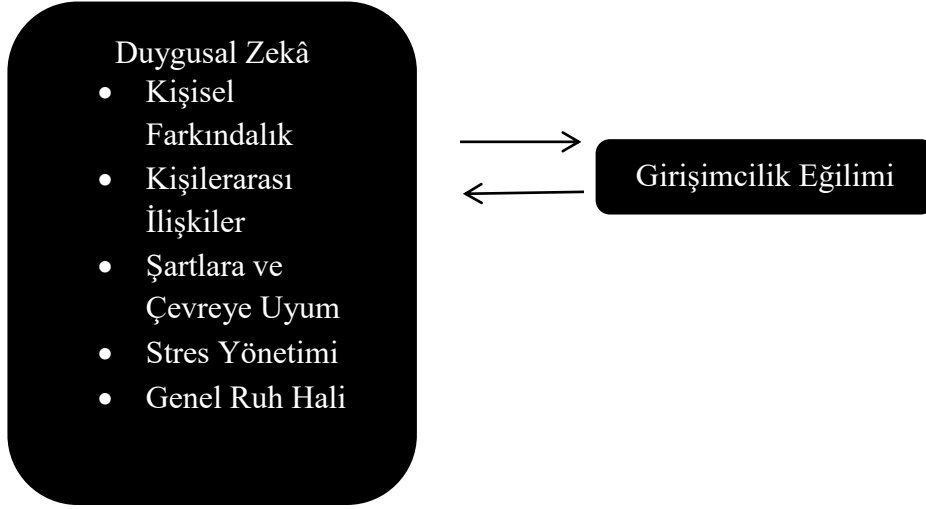 Duygusal Zekâ
• Kişisel
Farkındalık
• Kişilerarası
İlişkiler
• Şartlara ve
Çevreye Uyum
• Stres Yönetimi
• Genel Ruh Hali
Girişimcilik Eğilimi